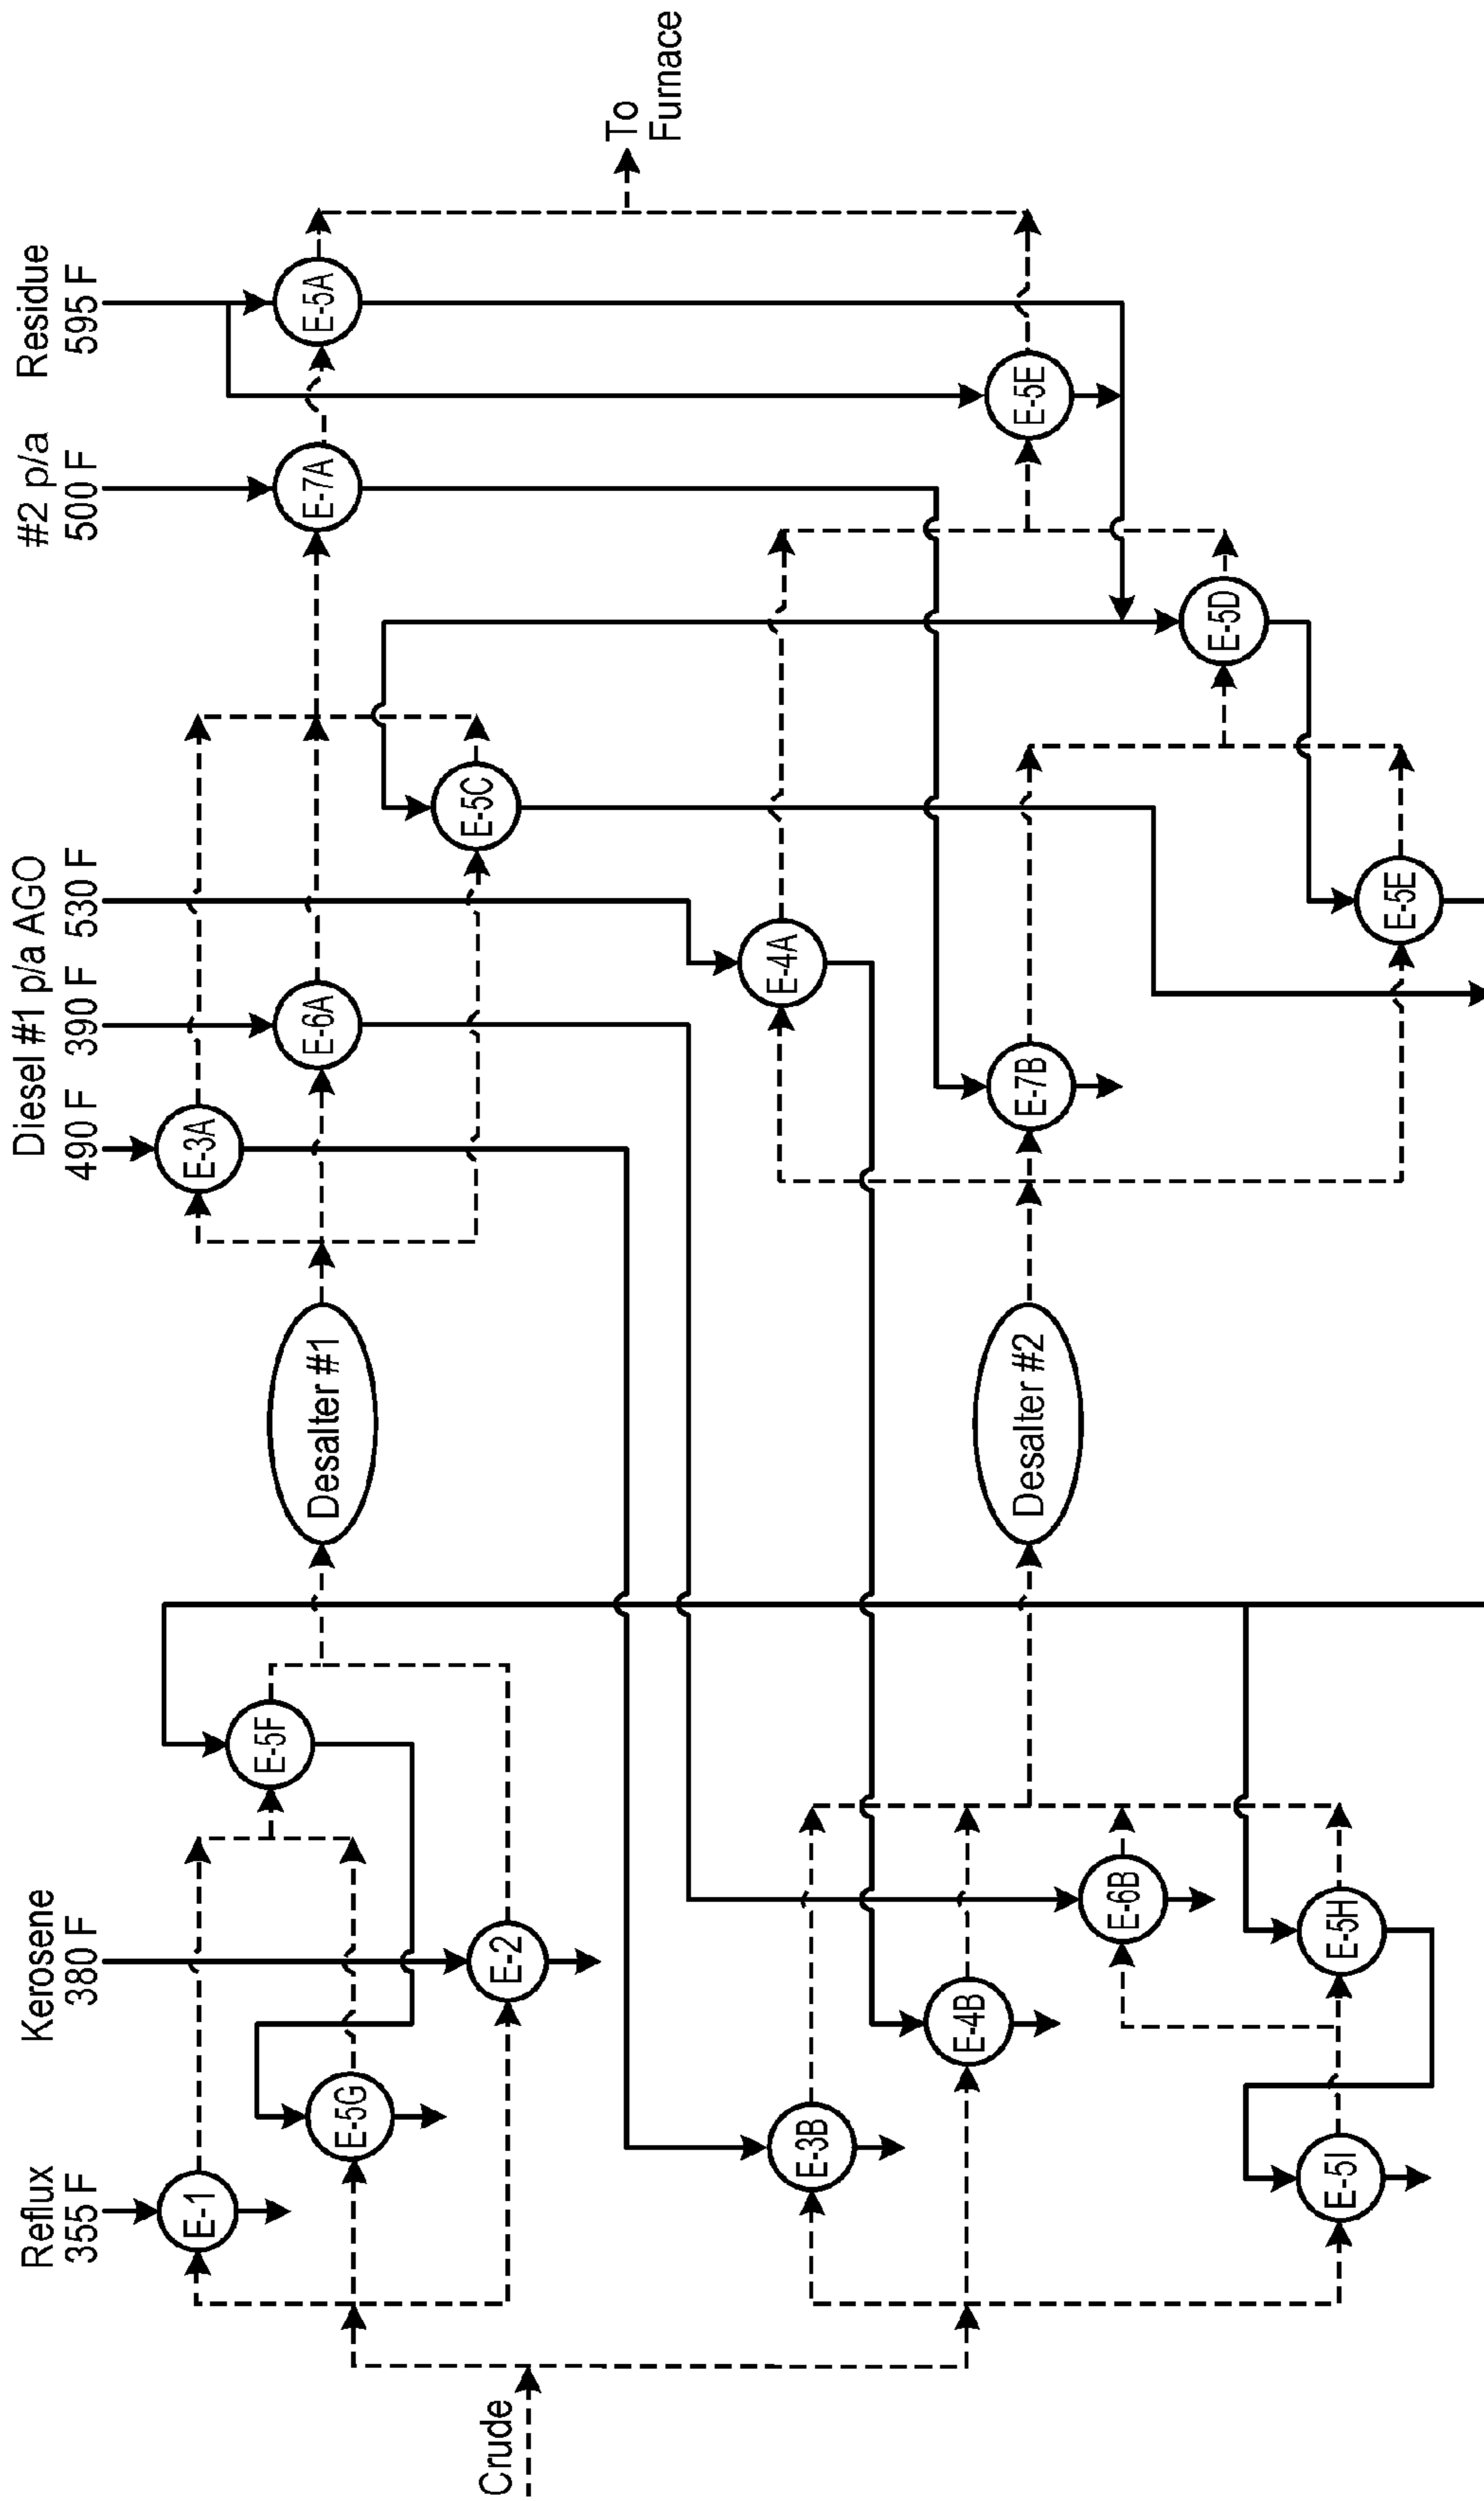 Reflux
355 F
Kerosene
380 F
Diesel #1 p/a AGO
490 F 390 F 530 F
#2 p/a
500 F
Residue
595 F
E-1
E-3A
E-5F
Desalter #1
E-6A
E-7A
E-5A
E-5G
E-5C
E-2
Crude
To
Furnace
E-3B
E-4A
E-4B
Desalter #2
E-7B
E-5E
E-6B
E-5D
E-5I
E-5H
E-5E